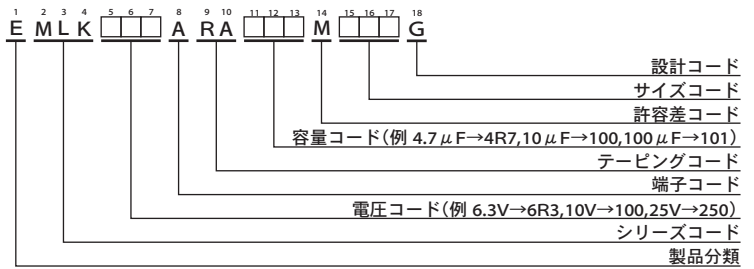 1 2 3 4 5 6 7 8 9 10 11 12 13 14 15 16 17 18
E M L K A R A M G
設計コード
サイズコード
許容差コード
容量コード(例 4.7μF→4R7,10μF→100,100μF→101)
テーピングコード
端子コード
電圧コード(例 6.3V→6R3,10V→100,25V→250)
シリーズコード
製品分類